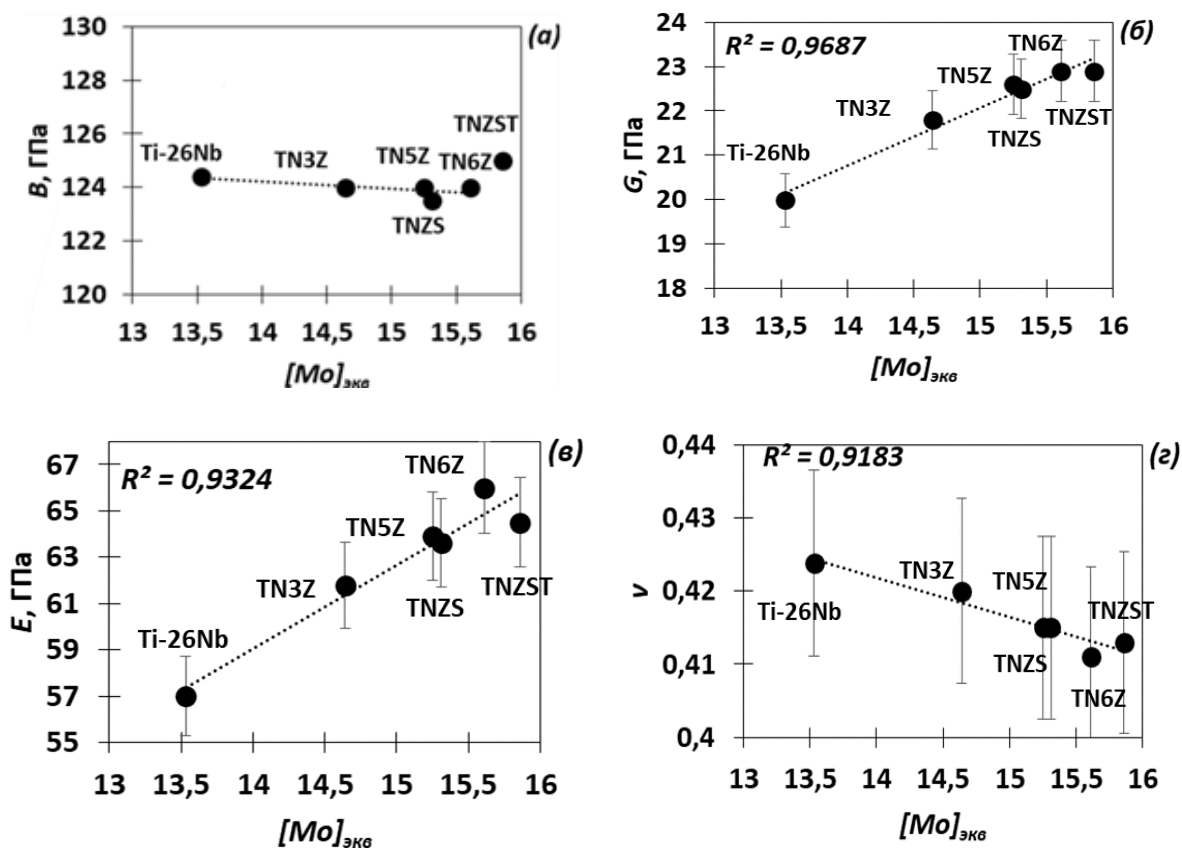 (а)
B, ГПа
130
128
126
124
122
120
Ti-26Nb
TN3Z
TN5Z
TNZS
TN6Z
TNZST
13 13,5 14 14,5 15 15,5 16
[Mo]экв
(б)
R² = 0,9687
G, ГПа
24
23
22
21
20
19
18
Ti-26Nb
TN3Z
TN5Z
TNZS
TN6Z
TNZST
13 13,5 14 14,5 15 15,5 16
[Mo]экв
(в)
R² = 0,9324
E, ГПа
67
65
63
61
59
57
55
Ti-26Nb
TN3Z
TN5Z
TNZS
TN6Z
TNZST
13 13,5 14 14,5 15 15,5 16
[Mo]экв
(г)
R² = 0,9183
ν
0,44
0,43
0,42
0,41
0,4
Ti-26Nb
TN3Z
TN5Z
TNZS
TN6Z
TNZST
13 13,5 14 14,5 15 15,5 16
[Mo]экв